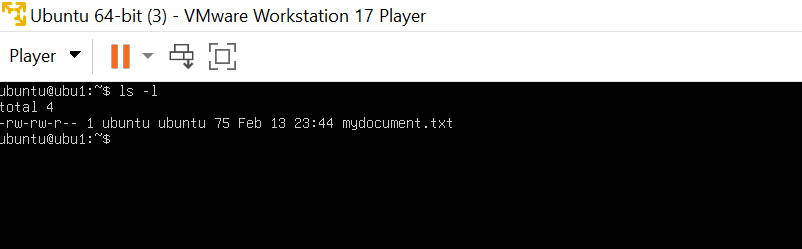 Ubuntu 64-bit (3) - VMware Workstation 17 Player
Player
ubuntu@ubu1:~$ ls -l
total 4
-rw-rw-r-- 1 ubuntu ubuntu 75 Feb 13 23:44 mydocument.txt
ubuntu@ubu1:~$